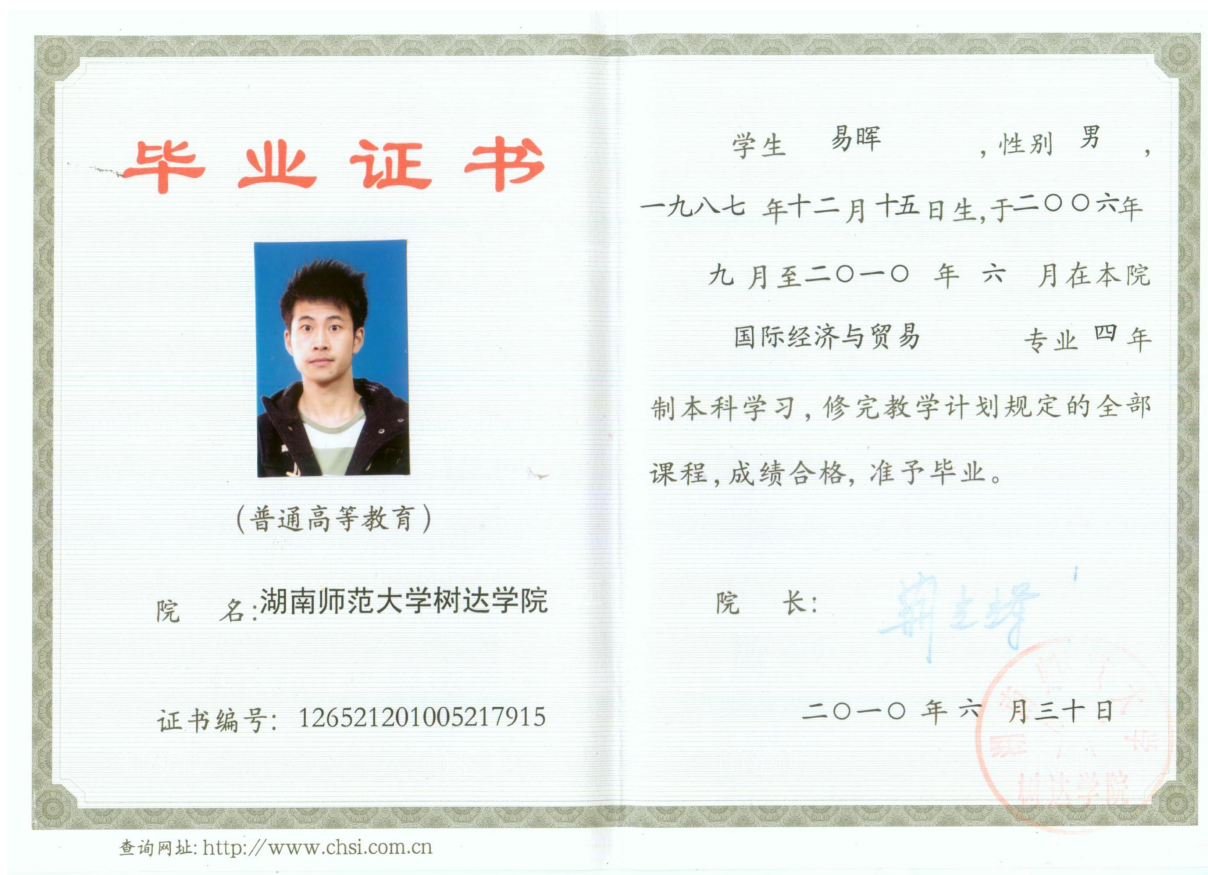 毕业证书
(普通高等教育)
院 名:湖南师范大学树达学院
证书编号: 126521201005217915
查询网址: http://www.chsi.com.cn
学生 易晖 ,性别 男 ,
一九八七 年十二月十五日生,于二〇〇六年
九 月至二〇一〇 年 六 月在本院
国际经济与贸易 专业 四 年
制本科学习, 修完教学计划规定的全部
课程, 成绩合格, 准予毕业。
院 长:
二〇一〇 年 六 月三十日
树达学院